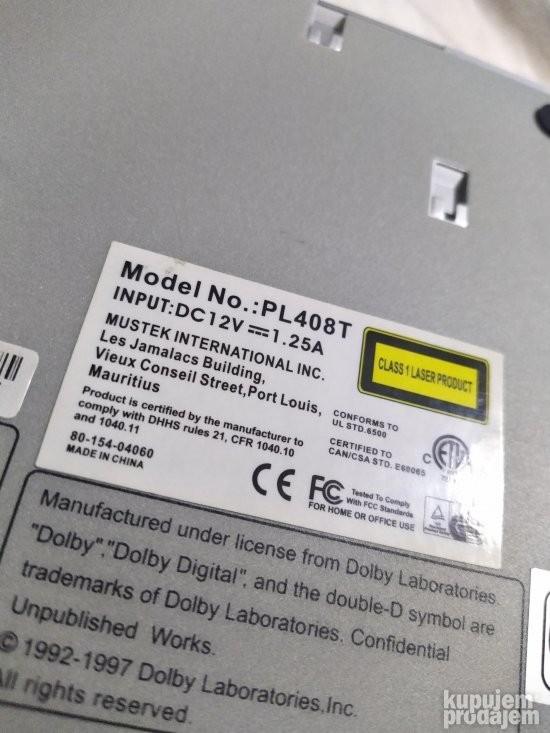 Model No.:PL408T
INPUT:DC12V⎓1.25A
MUSTEK INTERNATIONAL INC.
Les Jamalacs Building,
Vieux Conseil Street,Port Louis,
Mauritius
Product is certified by the manufacturer to
comply with DHHS rules 21, CFR 1040.10
and 1040.11
80-154-04060
MADE IN CHINA
CLASS 1 LASER PRODUCT
CONFORMS TO
UL STD.6500
CERTIFIED TO
CAN/CSA STD. E60065
C ETL
CE FC Tested To Comply
With FCC Standards
FOR HOME OR OFFICE USE
Manufactured under license from Dolby Laboratories.
"Dolby","Dolby Digital", and the double-D symbol are
trademarks of Dolby Laboratories. Confidential
Unpublished Works.
© 1992-1997 Dolby Laboratories,Inc.
All rights reserved.
kupujem
prodajem